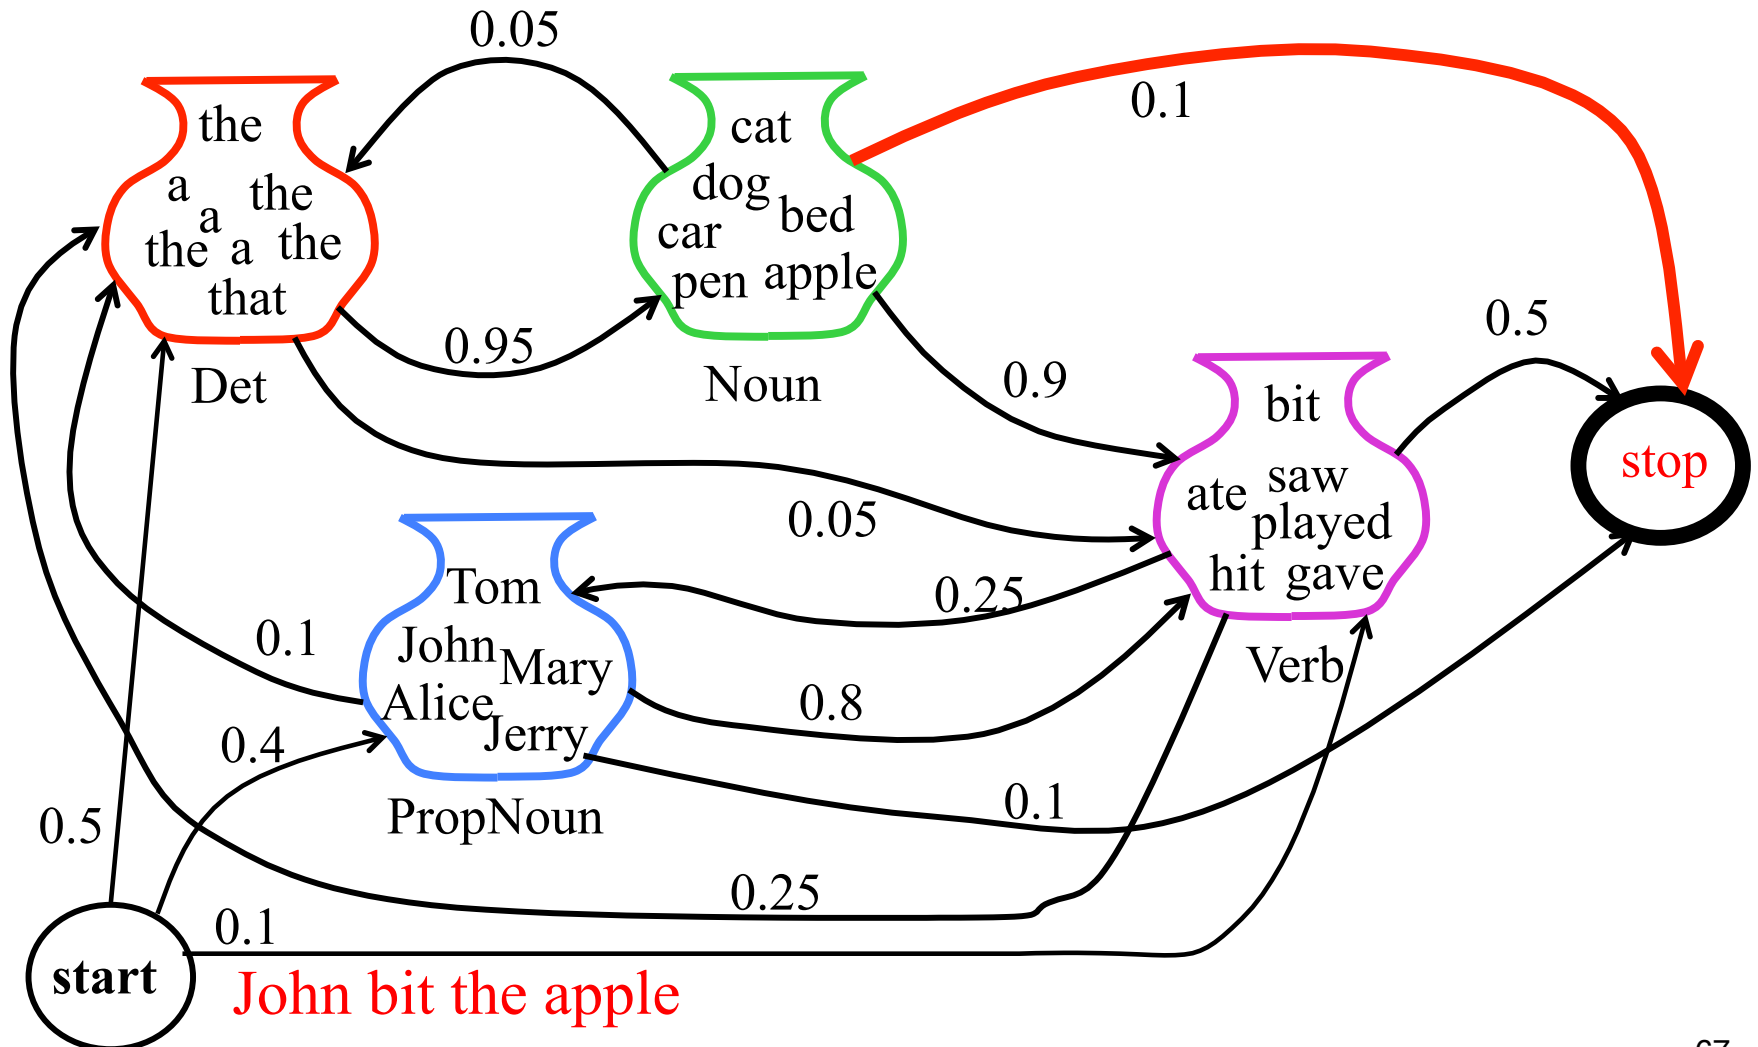 0.05
0.1
the
a the
a
the a the
that
Det
cat
dog
bed
car
pen apple
Noun
0.95
0.9
0.5
bit
saw
ate
played
hit gave
Verb
stop
0.05
0.25
Tom
John
Mary
Alice
Jerry
PropNoun
0.1
0.8
0.4
0.1
0.5
0.25
0.1
start
John bit the apple